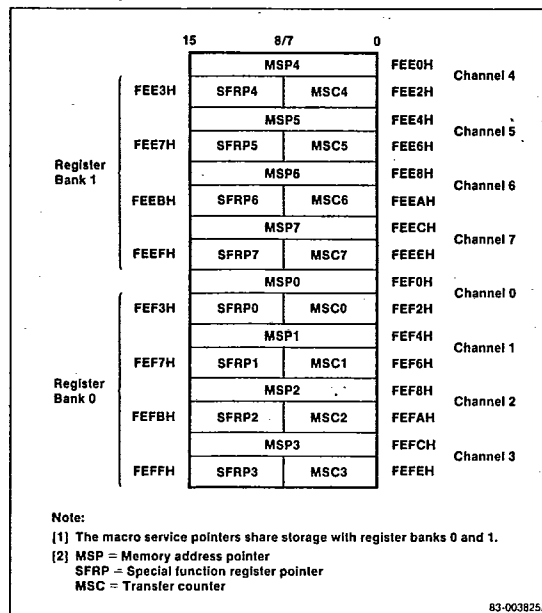 15 8/7 0
MSP4 FEE0H
Channel 4
FEE3H SFRP4 MSC4 FEE2H
MSP5 FEE4H
Channel 5
FEE7H SFRP5 MSC5 FEE6H
Register
Bank 1
MSP6 FEE8H
Channel 6
FEEBH SFRP6 MSC6 FEEAH
MSP7 FEECH
Channel 7
FEEFH SFRP7 MSC7 FEEEH
MSP0 FEF0H
Channel 0
FEF3H SFRP0 MSC0 FEF2H
MSP1 FEF4H
Channel 1
FEF7H SFRP1 MSC1 FEF6H
Register
Bank 0
MSP2 FEF8H
Channel 2
FEFBH SFRP2 MSC2 FEFAH
MSP3 FEFCH
Channel 3
FEFFH SFRP3 MSC3 FEFEH
Note:
[1] The macro service pointers share storage with register banks 0 and 1.
[2] MSP = Memory address pointer
SFRP = Special function register pointer
MSC = Transfer counter
83-003825